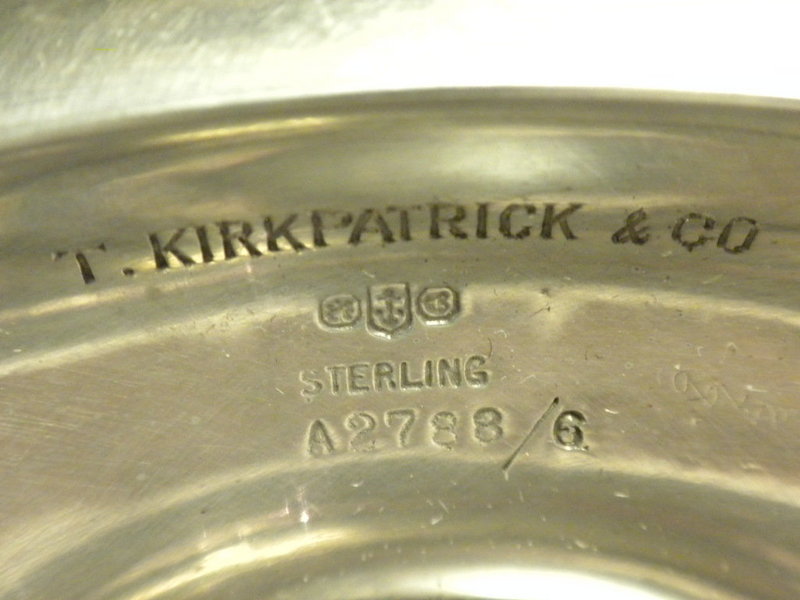 T. KIRKPATRICK & CO
STERLING
A2788/6